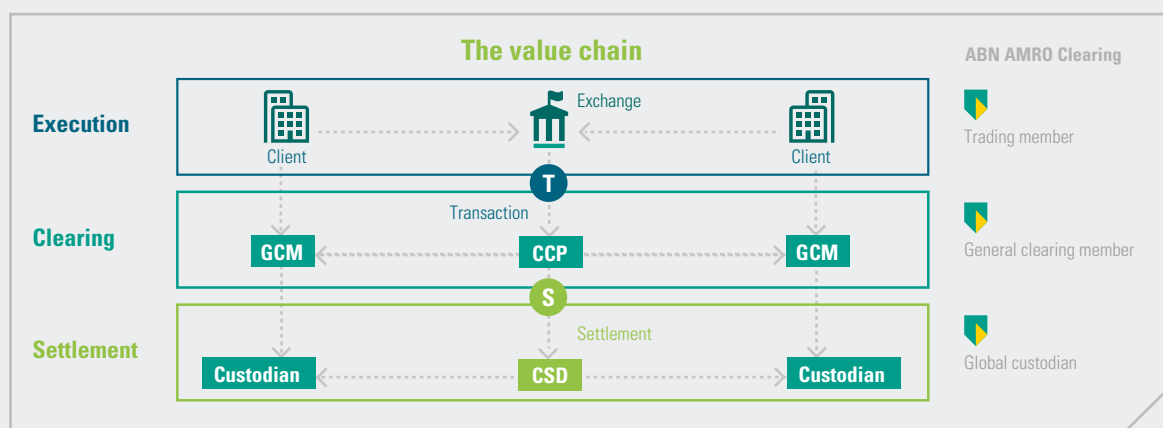 The value chain
ABN AMRO Clearing
Execution
Exchange
Client
Client
Trading member
T
Transaction
Clearing
GCM
CCP
GCM
General clearing member
S
Settlement
Settlement
Custodian
CSD
Custodian
Global custodian